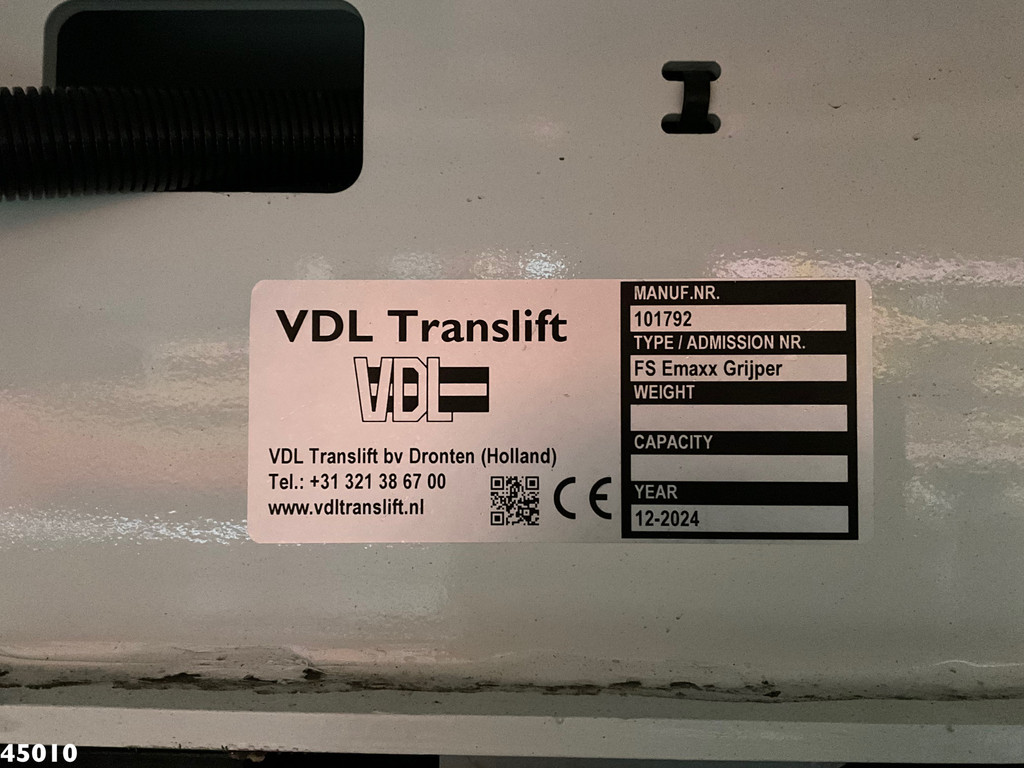 VDL Translift
VDL
VDL Translift bv Dronten (Holland)
Tel.: +31 321 38 67 00
www.vdltranslift.nl
CE
MANUF.NR.
101792
TYPE / ADMISSION NR.
FS Emaxx Grijper
WEIGHT
CAPACITY
YEAR
12-2024
45010